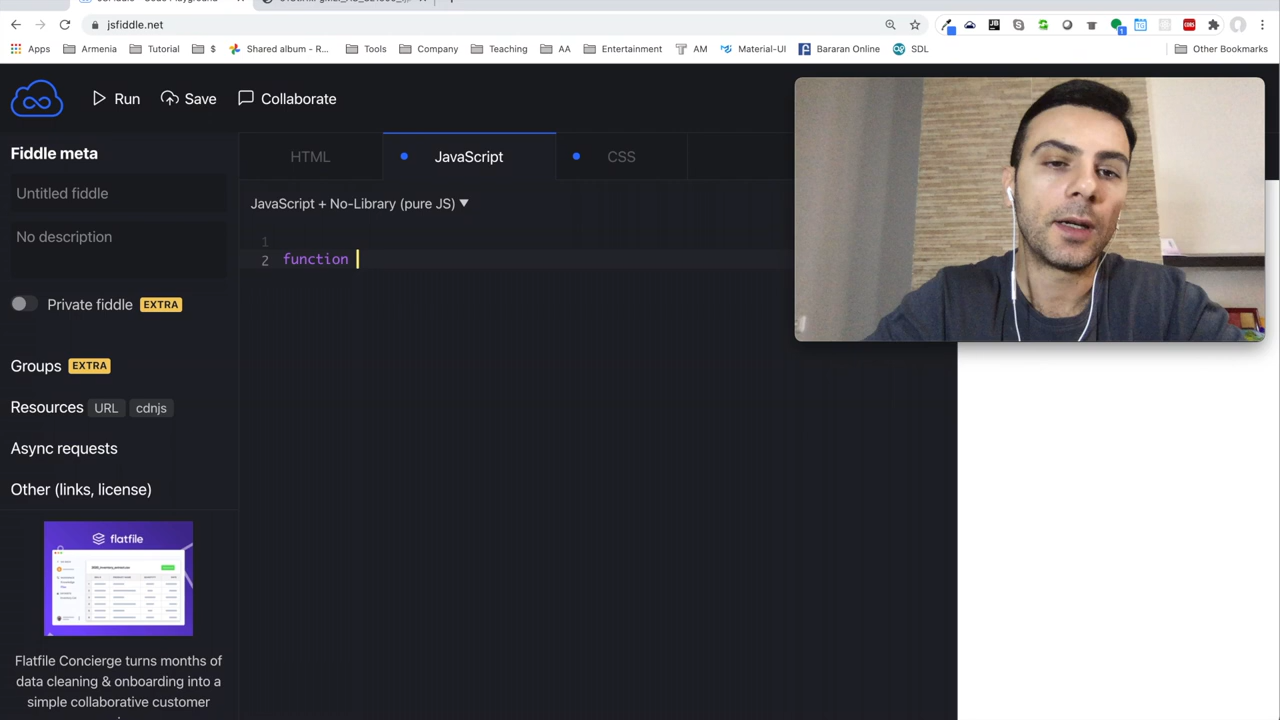 jsfiddle.net
Apps Armenia Tutorial $ Shared album - R... Tools Company Teaching AA Entertainment AM Material-UI Bararan Online SDL Other Bookmarks
Run Save Collaborate
Fiddle meta
Untitled fiddle
No description
Private fiddle EXTRA
Groups EXTRA
Resources URL cdnjs
Async requests
Other (links, license)
flatfile
Flatfile Concierge turns months of
data cleaning & onboarding into a
simple collaborative customer
HTML JavaScript CSS
JavaScript + No-Library (pure JS) ▼
1
2 function